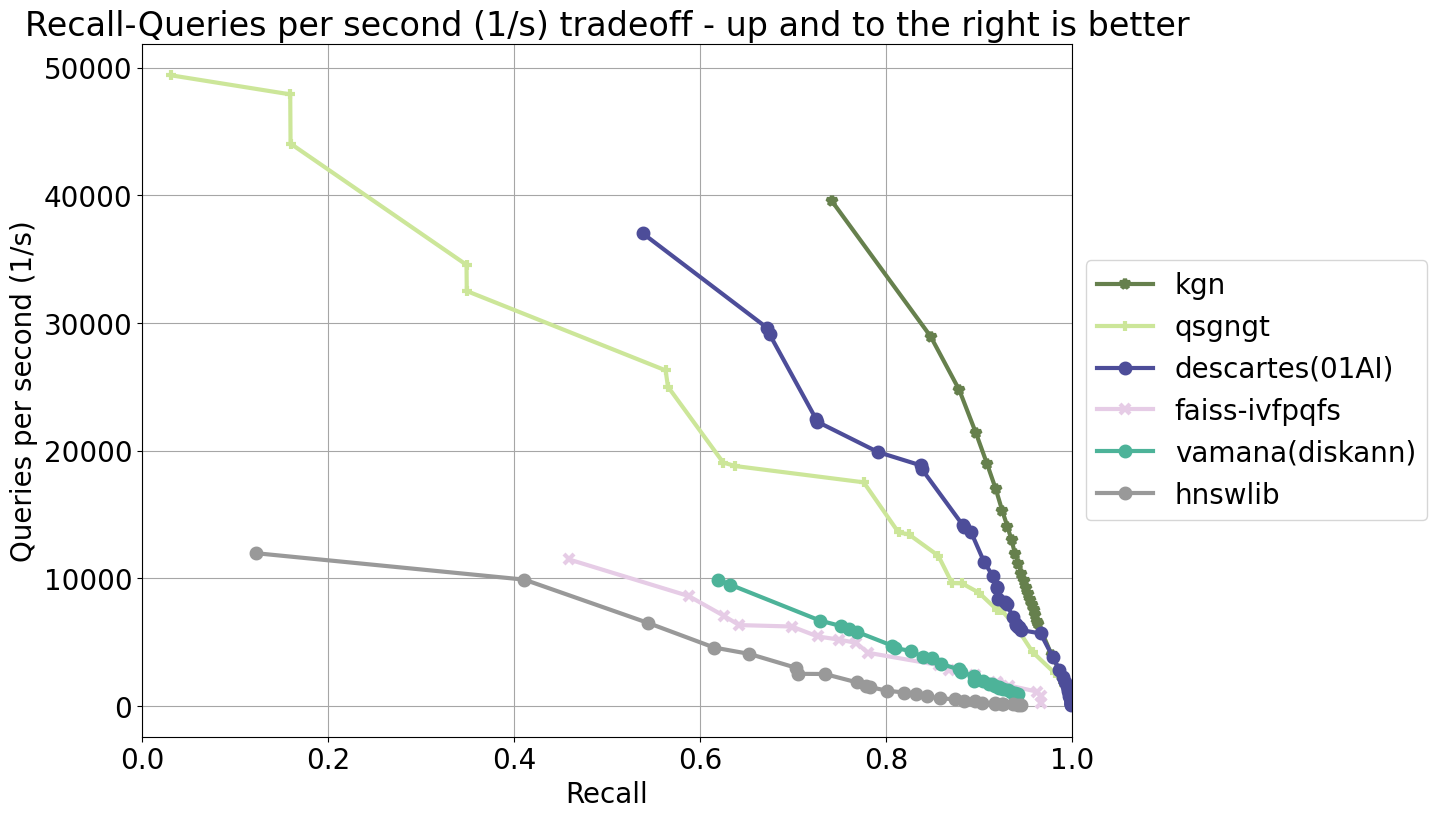 Recall-Queries per second (1/s) tradeoff - up and to the right is better
Queries per second (1/s)
50000
40000
30000
20000
10000
0
0.0
0.2
0.4
0.6
0.8
1.0
Recall
kgn
qsgngt
descartes(01AI)
faiss-ivfpqfs
vamana(diskann)
hnswlib